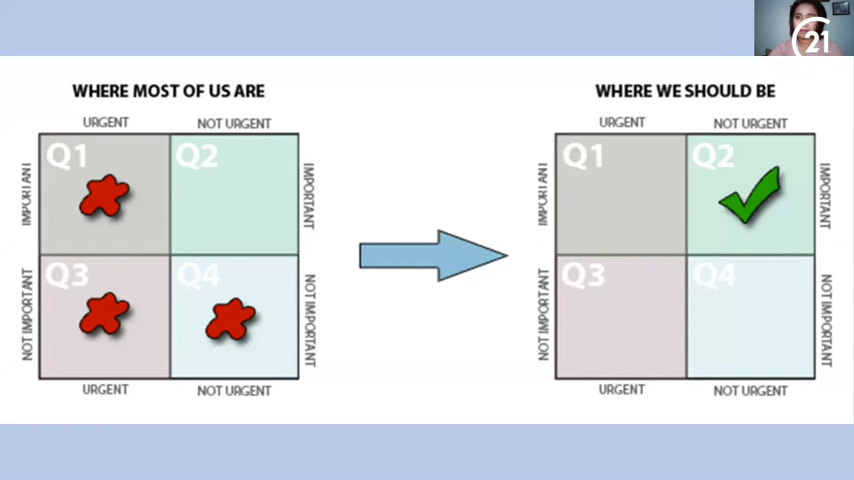 C21
WHERE MOST OF US ARE
WHERE WE SHOULD BE
URGENT
NOT URGENT
URGENT
NOT URGENT
Q1
Q2
Q1
Q2
IMPORTANT
IMPORTANT
IMPORTANT
IMPORTANT
Q3
Q4
Q3
Q4
NOT IMPORTANT
NOT IMPORTANT
NOT IMPORTANT
NOT IMPORTANT
URGENT
NOT URGENT
URGENT
NOT URGENT